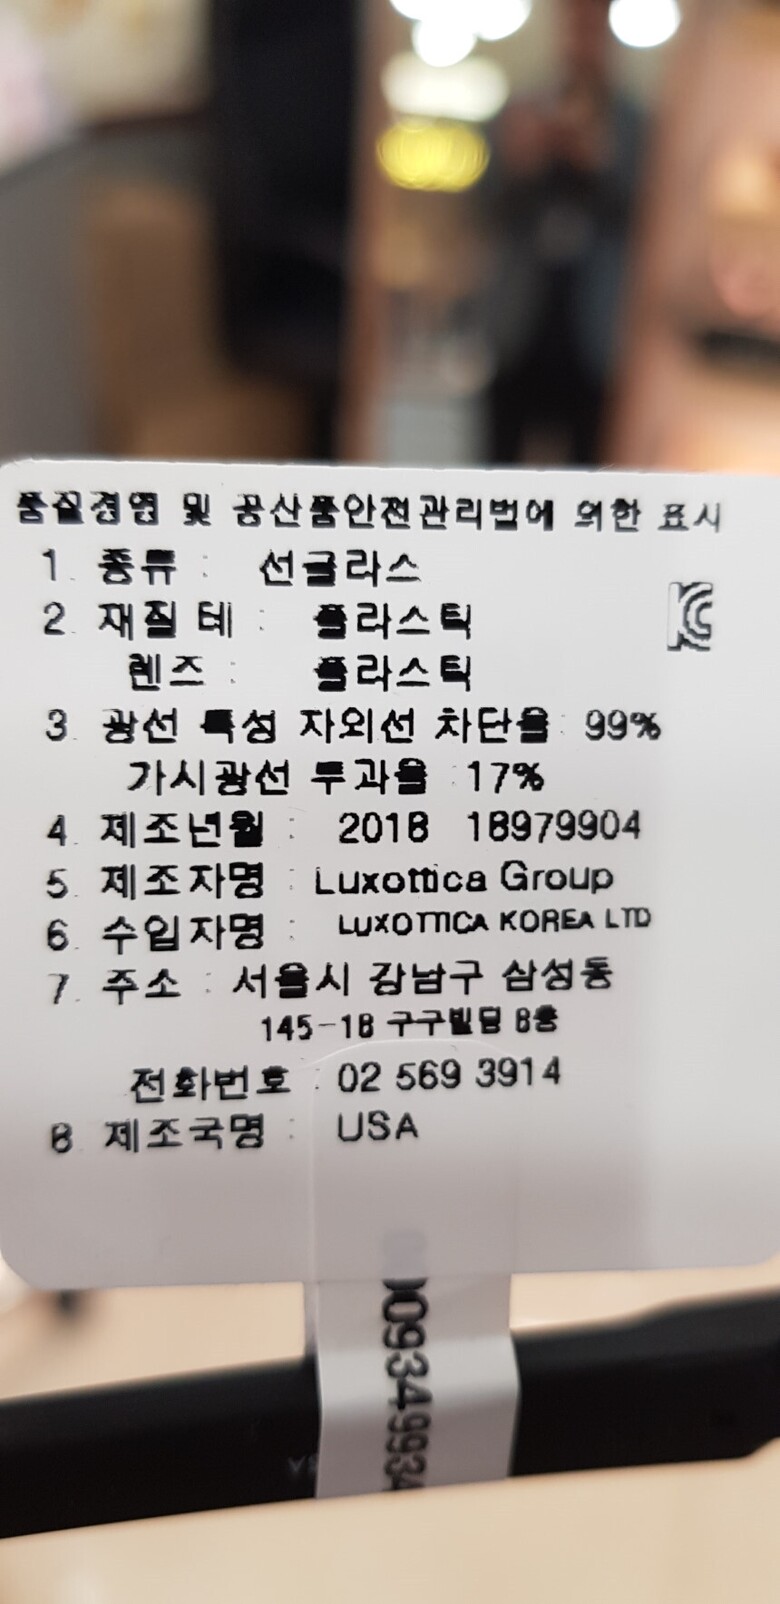 품질경영 및 공산품안전관리법에 의한 표시
1. 종류 : 선글라스
2. 재질 테 : 플라스틱
KC
렌즈 : 플라스틱
3. 광선 특성 자외선 차단율 : 99%
가시광선 투과율 : 17%
4. 제조년월 : 2018 18979904
5. 제조자명 : Luxottica Group
6. 수입자명 : LUXOTTICA KOREA LTD
7. 주소 : 서울시 강남구 삼성동
145-18 구구빌딩 8층
전화번호 : 02 569 3914
8. 제조국명 : USA